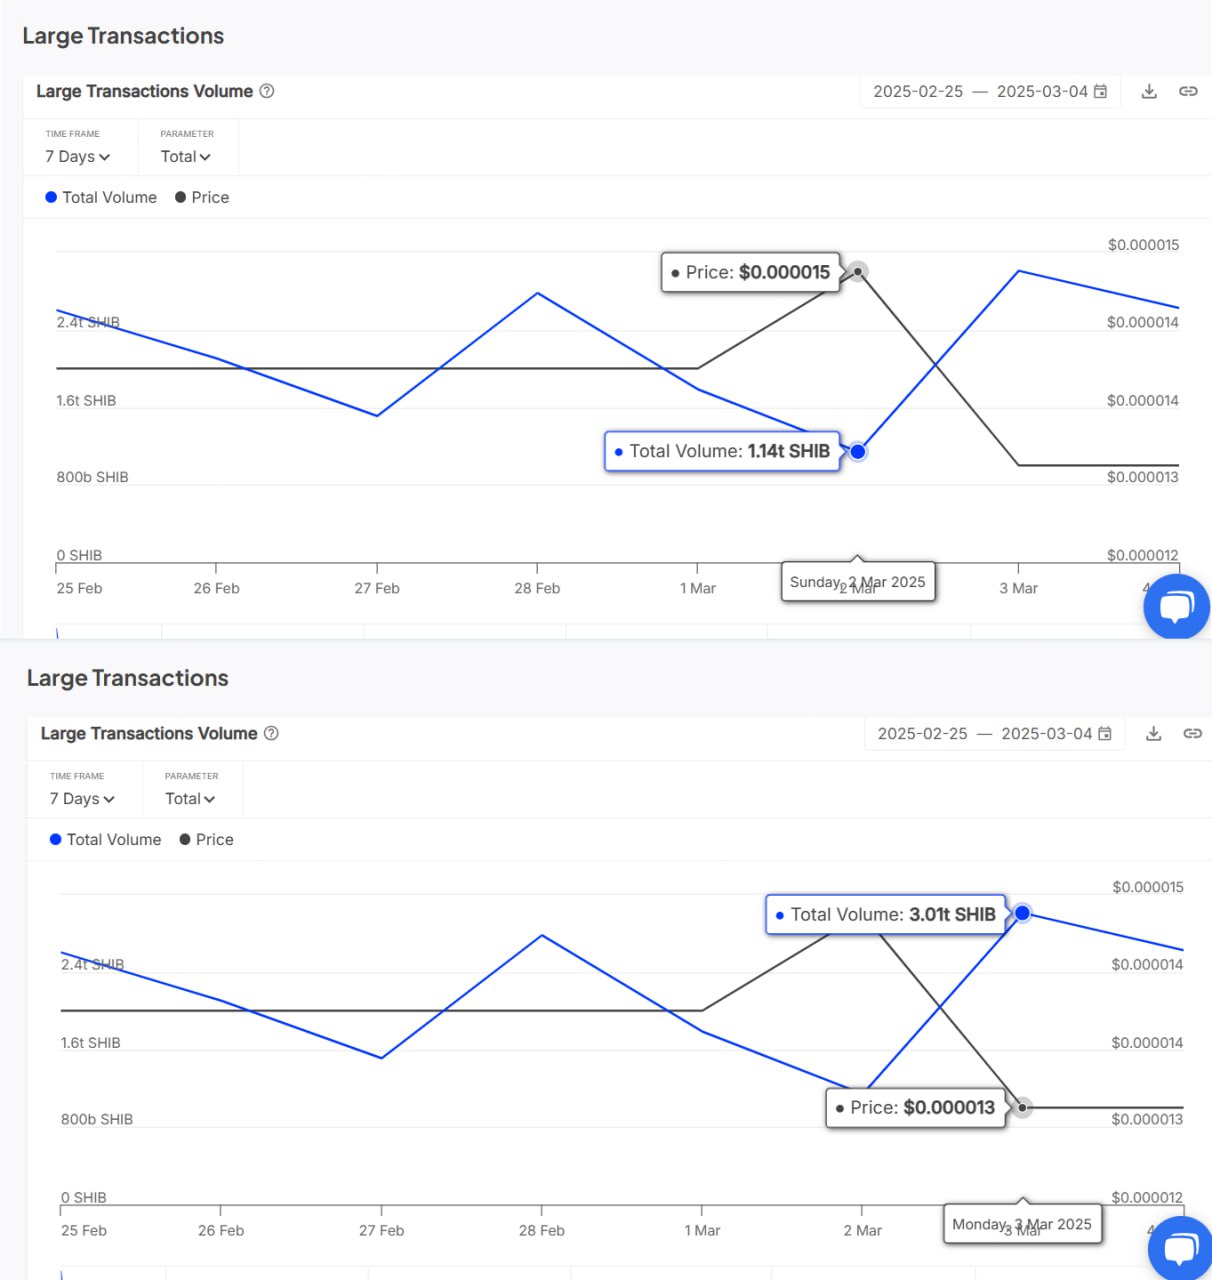 Large Transactions
Large Transactions Volume ?
2025-02-25 — 2025-03-04
TIME FRAME PARAMETER
7 Days Total
Total Volume Price
$0.000015
Price: $0.000015
2.4t SHIB $0.000014
1.6t SHIB $0.000014
Total Volume: 1.14t SHIB
800b SHIB $0.000013
0 SHIB $0.000012
Sunday, 2 Mar 2025
25 Feb 26 Feb 27 Feb 28 Feb 1 Mar 2 Mar 3 Mar 4
Large Transactions
Large Transactions Volume ?
2025-02-25 — 2025-03-04
TIME FRAME PARAMETER
7 Days Total
Total Volume Price
$0.000015
Total Volume: 3.01t SHIB
2.4t SHIB $0.000014
1.6t SHIB $0.000014
Price: $0.000013
800b SHIB $0.000013
0 SHIB $0.000012
Monday, 3 Mar 2025
25 Feb 26 Feb 27 Feb 28 Feb 1 Mar 2 Mar 3 Mar 4